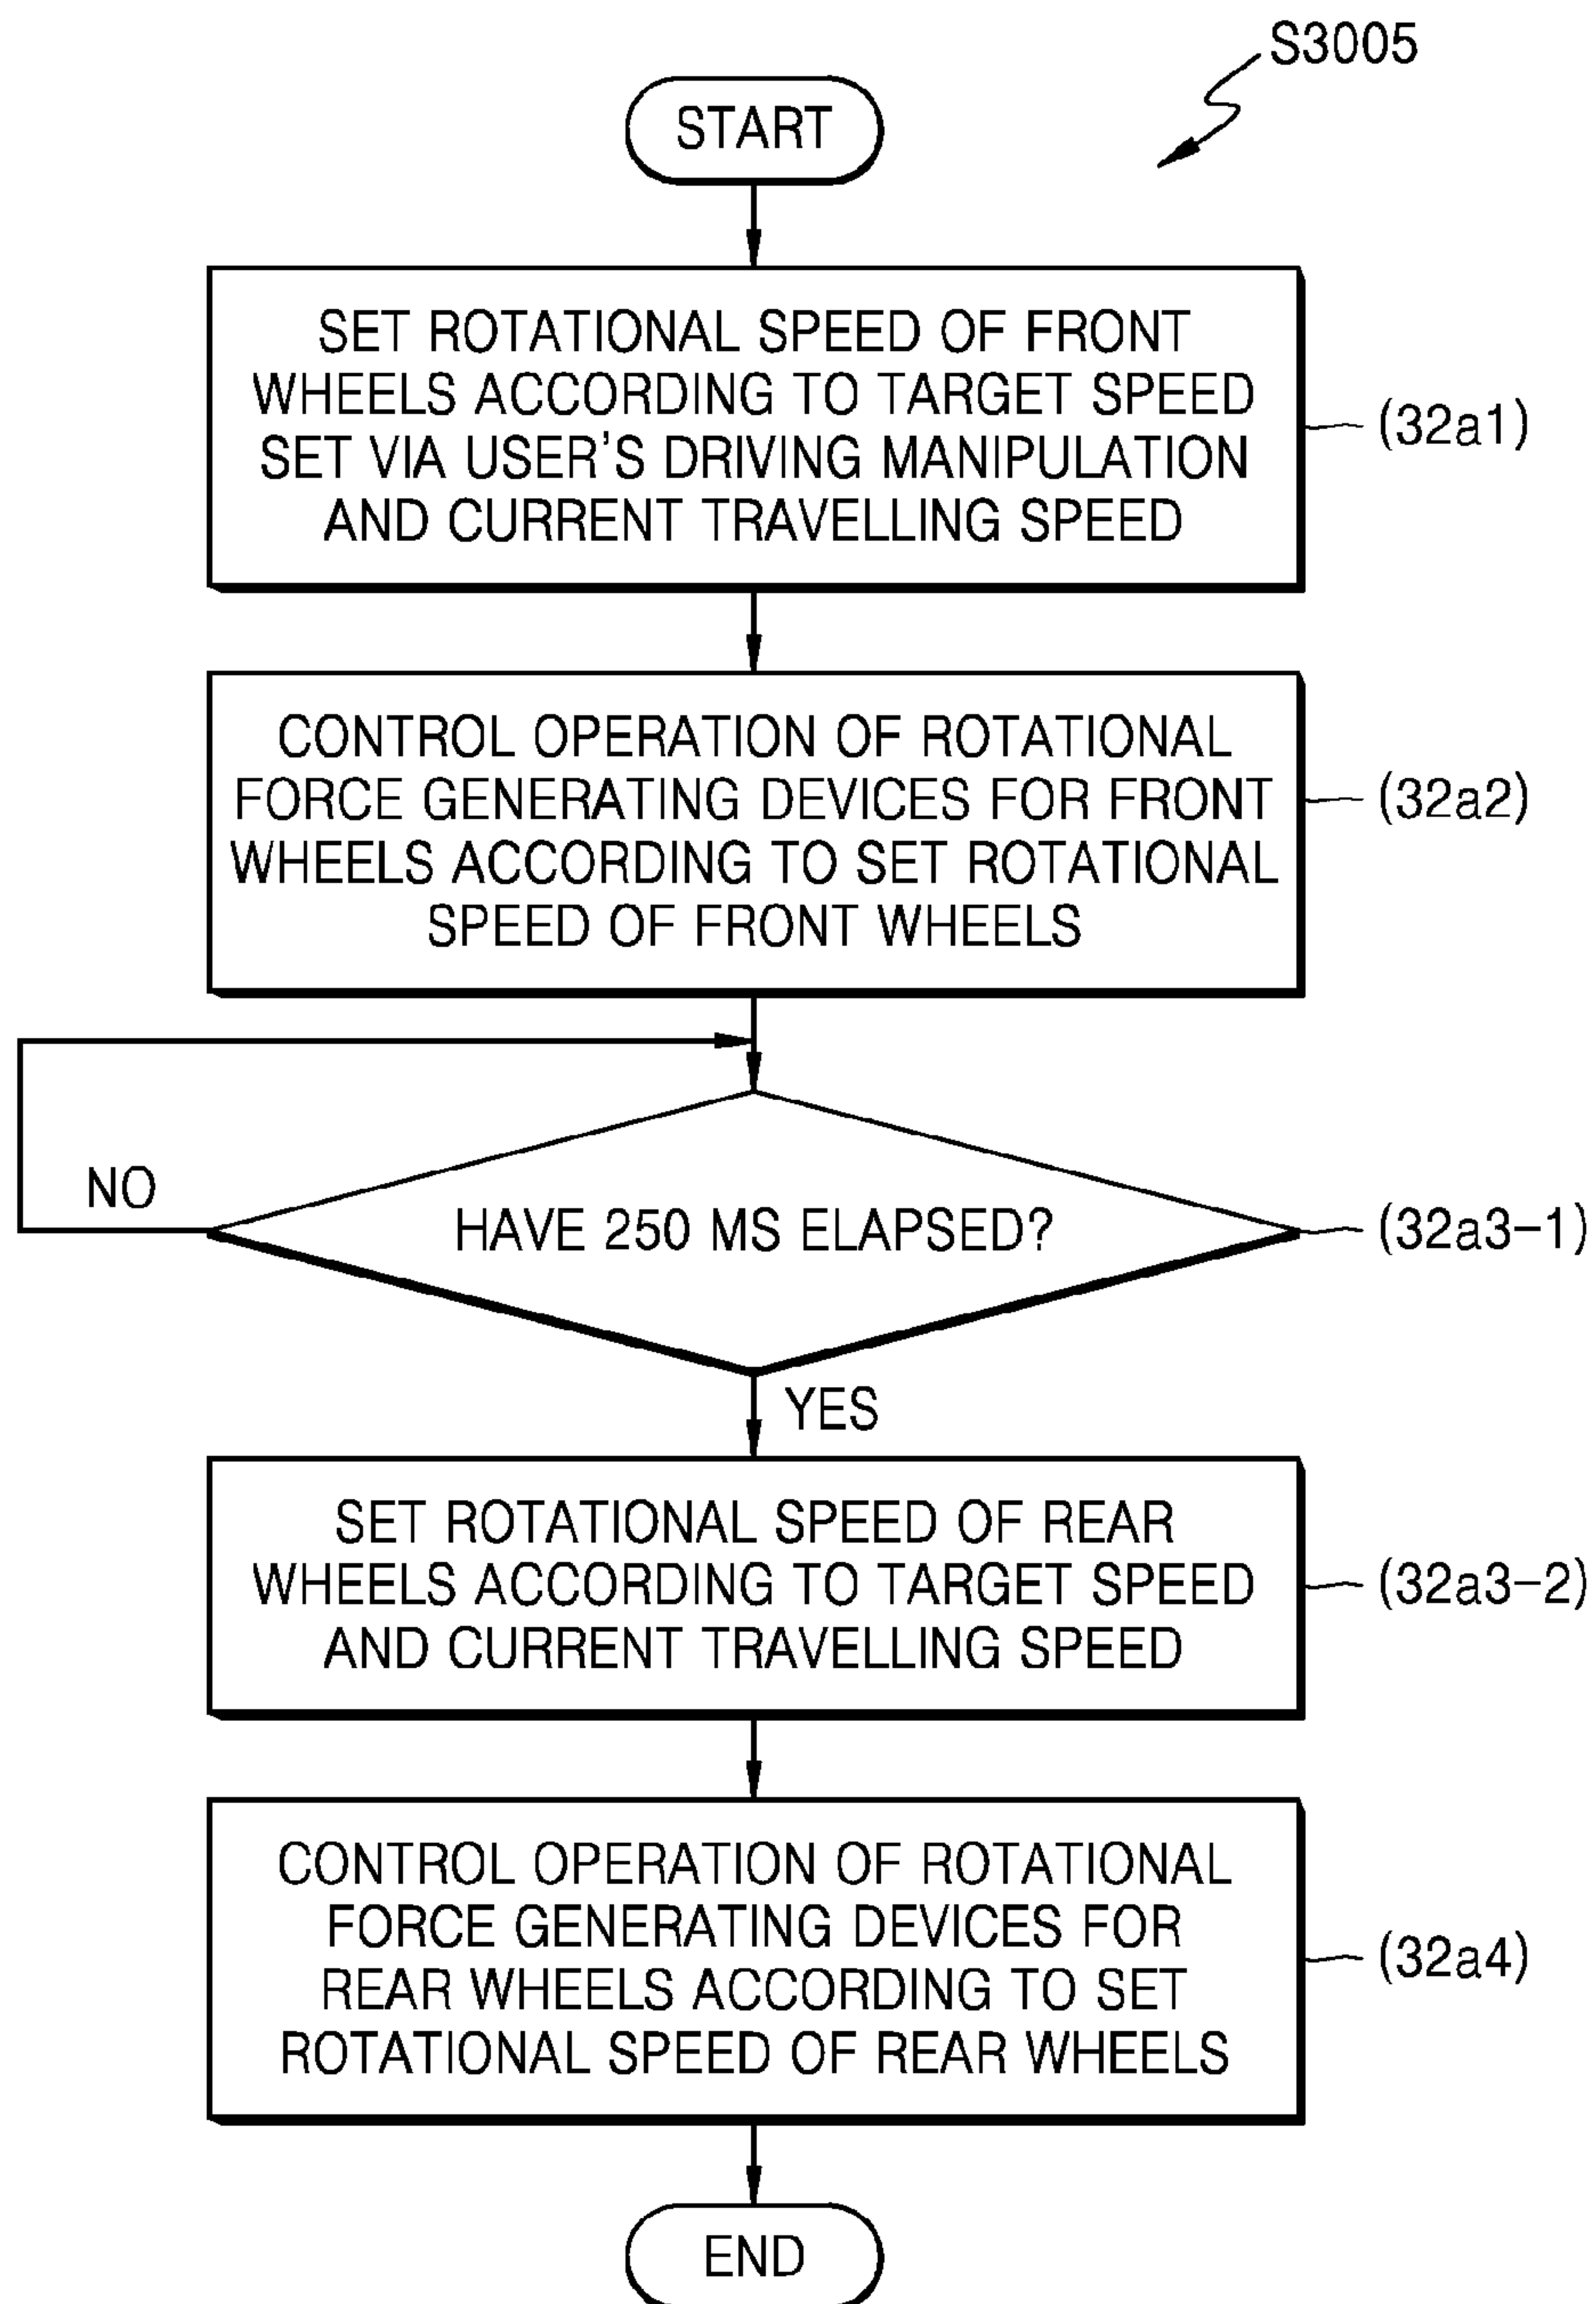 S3005
START
SET ROTATIONAL SPEED OF FRONT
WHEELS ACCORDING TO TARGET SPEED
SET VIA USER'S DRIVING MANIPULATION
AND CURRENT TRAVELLING SPEED
(32a1)
CONTROL OPERATION OF ROTATIONAL
FORCE GENERATING DEVICES FOR FRONT
WHEELS ACCORDING TO SET ROTATIONAL
SPEED OF FRONT WHEELS
(32a2)
NO
HAVE 250 MS ELAPSED?
(32a3-1)
YES
SET ROTATIONAL SPEED OF REAR
WHEELS ACCORDING TO TARGET SPEED
AND CURRENT TRAVELLING SPEED
(32a3-2)
CONTROL OPERATION OF ROTATIONAL
FORCE GENERATING DEVICES FOR
REAR WHEELS ACCORDING TO SET
ROTATIONAL SPEED OF REAR WHEELS
(32a4)
END